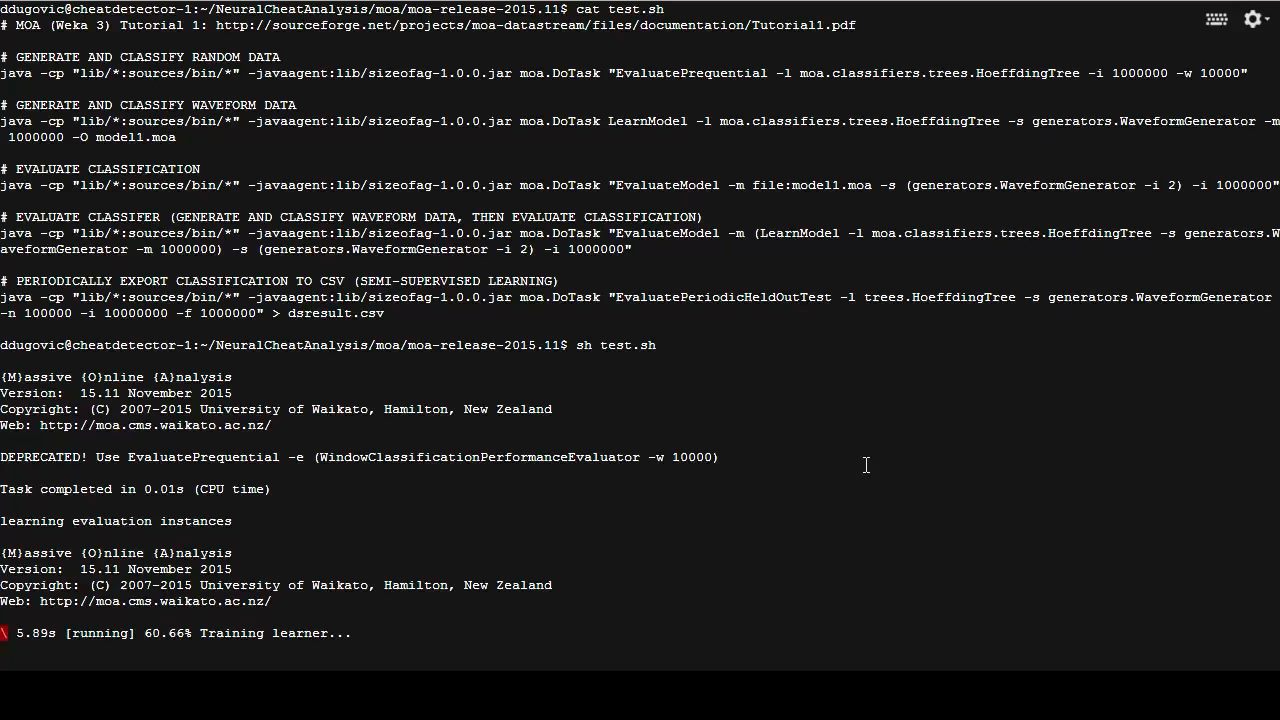 ddugovic@cheatdetector-1:~/NeuralCheatAnalysis/moa/moa-release-2015.11$ cat test.sh
# MOA (Weka 3) Tutorial 1: http://sourceforge.net/projects/moa-datastream/files/documentation/Tutorial1.pdf
# GENERATE AND CLASSIFY RANDOM DATA
java -cp "lib/*:sources/bin/*" -javaagent:lib/sizeofag-1.0.0.jar moa.DoTask "EvaluatePrequential -l moa.classifiers.trees.HoeffdingTree -i 1000000 -w 10000"
# GENERATE AND CLASSIFY WAVEFORM DATA
java -cp "lib/*:sources/bin/*" -javaagent:lib/sizeofag-1.0.0.jar moa.DoTask LearnModel -l moa.classifiers.trees.HoeffdingTree -s generators.WaveformGenerator -m
 1000000 -O model1.moa
# EVALUATE CLASSIFICATION
java -cp "lib/*:sources/bin/*" -javaagent:lib/sizeofag-1.0.0.jar moa.DoTask "EvaluateModel -m file:model1.moa -s (generators.WaveformGenerator -i 2) -i 1000000"
# EVALUATE CLASSIFER (GENERATE AND CLASSIFY WAVEFORM DATA, THEN EVALUATE CLASSIFICATION)
java -cp "lib/*:sources/bin/*" -javaagent:lib/sizeofag-1.0.0.jar moa.DoTask "EvaluateModel -m (LearnModel -l moa.classifiers.trees.HoeffdingTree -s generators.W
aveformGenerator -m 1000000) -s (generators.WaveformGenerator -i 2) -i 1000000"
# PERIODICALLY EXPORT CLASSIFICATION TO CSV (SEMI-SUPERVISED LEARNING)
java -cp "lib/*:sources/bin/*" -javaagent:lib/sizeofag-1.0.0.jar moa.DoTask "EvaluatePeriodicHeldOutTest -l trees.HoeffdingTree -s generators.WaveformGenerator
-n 100000 -i 10000000 -f 1000000" > dsresult.csv
ddugovic@cheatdetector-1:~/NeuralCheatAnalysis/moa/moa-release-2015.11$ sh test.sh
{M}assive {O}nline {A}nalysis
Version:  15.11 November 2015
Copyright: (C) 2007-2015 University of Waikato, Hamilton, New Zealand
Web: http://moa.cms.waikato.ac.nz/
DEPRECATED! Use EvaluatePrequential -e (WindowClassificationPerformanceEvaluator -w 10000)
Task completed in 0.01s (CPU time)
learning evaluation instances
{M}assive {O}nline {A}nalysis
Version:  15.11 November 2015
Copyright: (C) 2007-2015 University of Waikato, Hamilton, New Zealand
Web: http://moa.cms.waikato.ac.nz/
\ 5.89s [running] 60.66% Training learner...